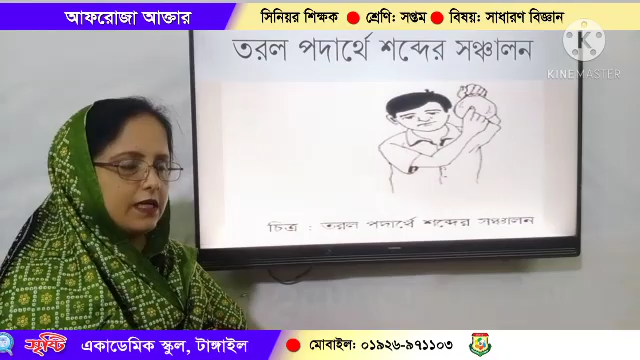 আফরোজা আক্তার
সিনিয়র শিক্ষক ● শ্রেণি: সপ্তম ● বিষয়: সাধারণ বিজ্ঞান
তরল পদার্থে শব্দের সঞ্চালন
KINEMASTER
চিত্র : তরল পদার্থে শব্দের সঞ্চালন
সৃষ্টি একাডেমিক স্কুল, টাঙ্গাইল ● মোবাইল: ০১৯২৬-৯৭১১০৩